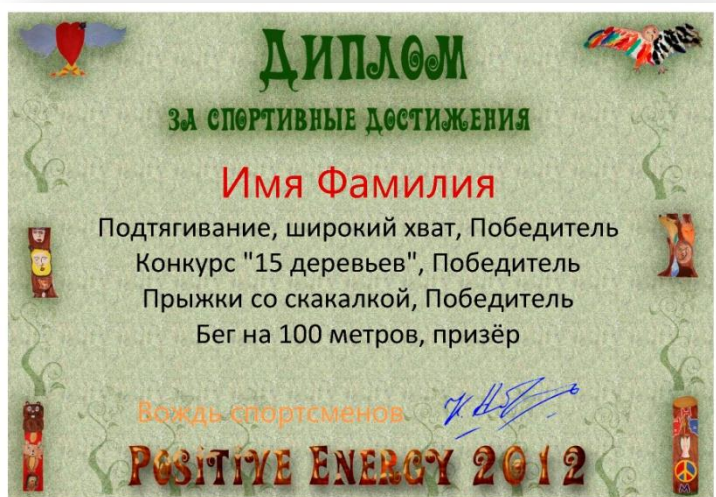 Диплом
за спортивные достижения
Имя Фамилия
Подтягивание, широкий хват, Победитель
Конкурс "15 деревьев", Победитель
Прыжки со скакалкой, Победитель
Бег на 100 метров, призёр
Вождь спортсменов
Positive Energy 2012